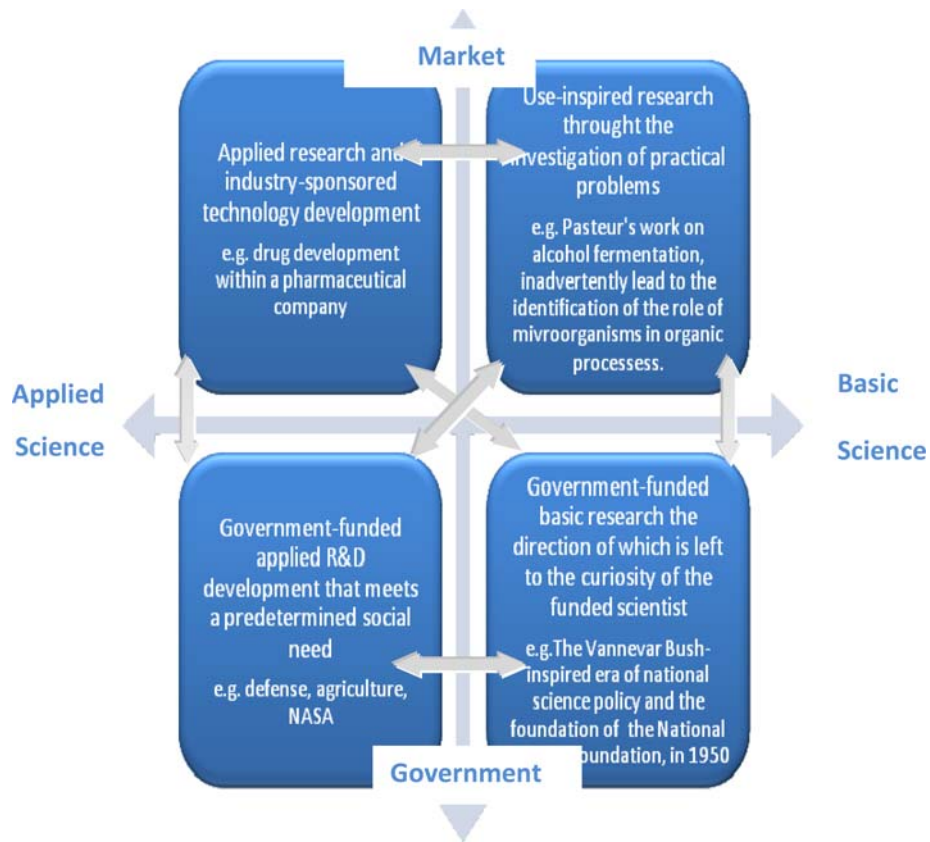 Market
Applied research and
industry-sponsored
technology development
e.g. drug development
within a pharmaceutical
company
Use-inspired research
throught the
investigation of practical
problems
e.g. Pasteur's work on
alcohol fermentation,
inadvertently lead to the
identification of the role of
mivroorganisms in organic
processess.
Applied
Science
Basic
Science
Government-funded
applied R&D
development that meets
a predetermined social
need
e.g. defense, agriculture,
NASA
Government-funded
basic research the
direction of which is left
to the curiosity of the
funded scientist
e.g.The Vannevar Bush-
inspired era of national
science policy and the
foundation of the National
oundation, in 1950
Government